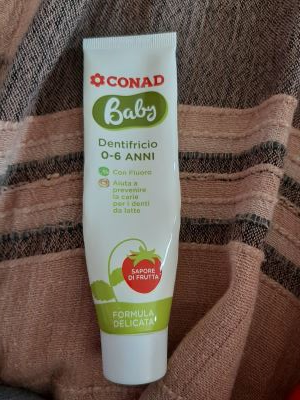 CONAD
Baby
Dentifricio
0-6 ANNI
Con Fluoro
Aiuta a
prevenire
la carie
per i denti
da latte
SAPORE
DI FRUTTA
FORMULA
DELICATA